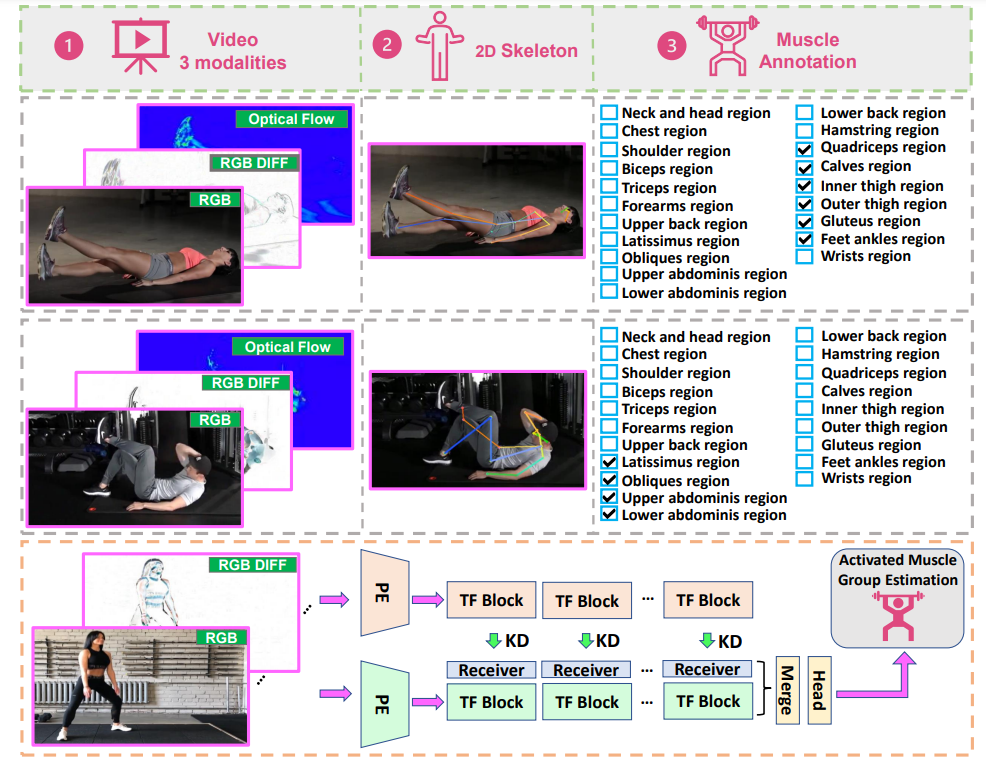 1
Video
3 modalities
2
2D Skeleton
3
Muscle
Annotation
Optical Flow
RGB DIFF
RGB
Neck and head region
Chest region
Shoulder region
Biceps region
Triceps region
Forearms region
Upper back region
Latissimus region
Obliques region
Upper abdominis region
Lower abdominis region
Lower back region
Hamstring region
Quadriceps region
Calves region
Inner thigh region
Outer thigh region
Gluteus region
Feet ankles region
Wrists region
Optical Flow
RGB DIFF
RGB
Neck and head region
Chest region
Shoulder region
Biceps region
Triceps region
Forearms region
Upper back region
Latissimus region
Obliques region
Upper abdominis region
Lower abdominis region
Lower back region
Hamstring region
Quadriceps region
Calves region
Inner thigh region
Outer thigh region
Gluteus region
Feet ankles region
Wrists region
RGB DIFF
RGB
...
...
PE
TF Block
TF Block
...
TF Block
KD
KD
KD
PE
Receiver
Receiver
...
Receiver
TF Block
TF Block
...
TF Block
Merge
Head
Activated Muscle
Group Estimation